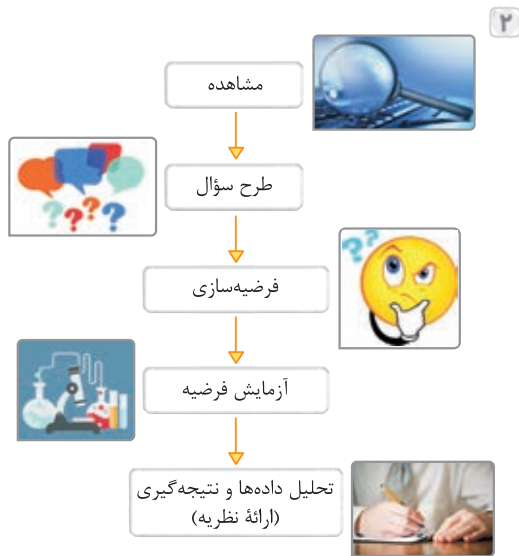 ۲
مشاهده
طرح سؤال
فرضیه‌سازی
آزمایش فرضیه
تحلیل داده‌ها و نتیجه‌گیری
(ارائهٔ نظریه)